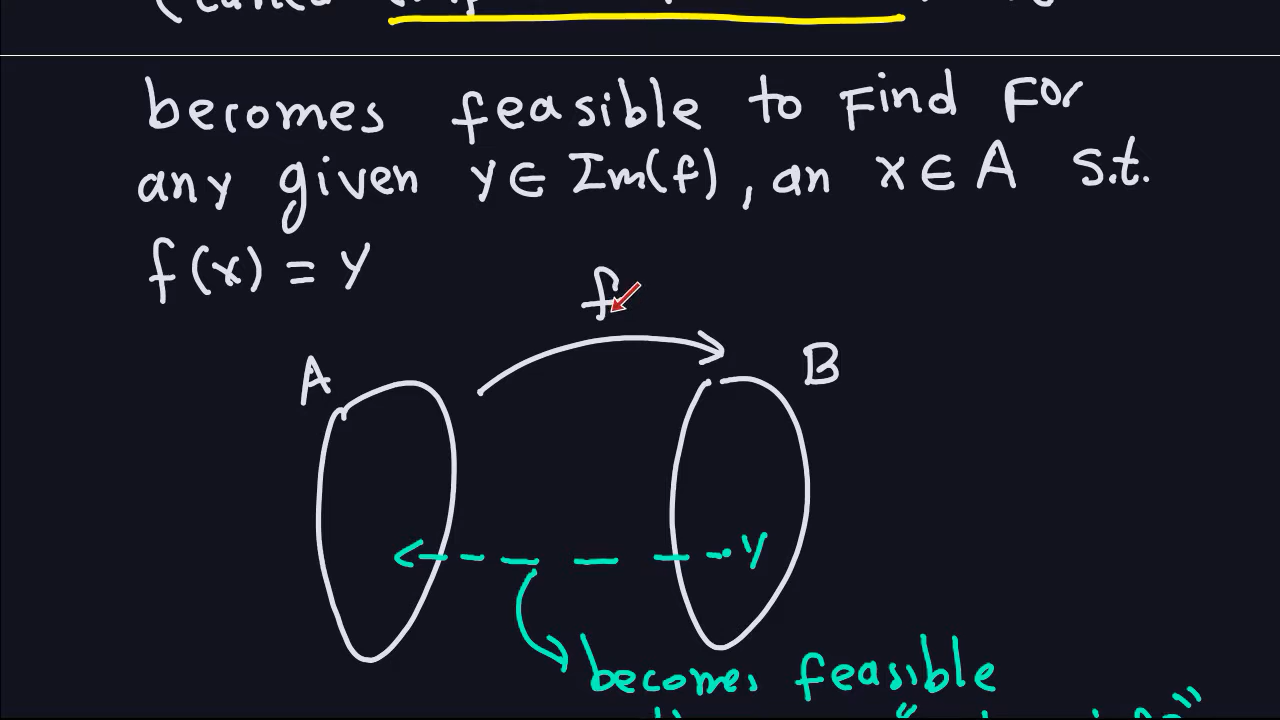 becomes feasible to Find For
any given y ∈ Im(f), an x ∈ A s.t.
f(x) = y
f
A
B
y
becomes feasible